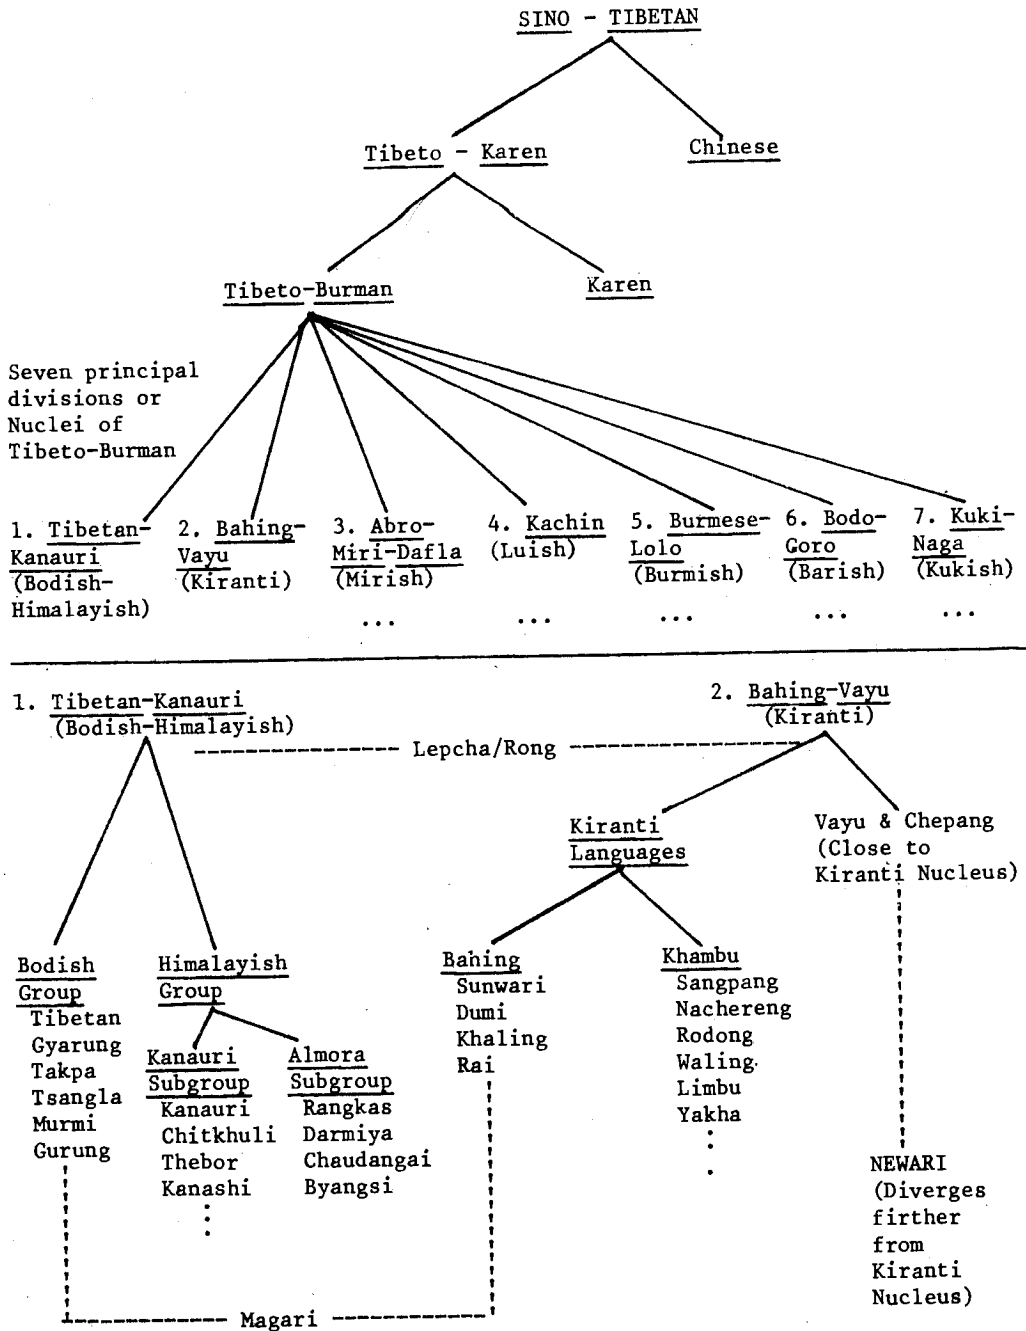 SINO - TIBETAN
Tibeto - Karen
Chinese
Tibeto-Burman
Karen
Seven principal
divisions or
Nuclei of
Tibeto-Burman
1. Tibetan-
Kanauri
(Bodish-
Himalayish)
2. Bahing-
Vayu
(Kiranti)
3. Abro-
Miri-Dafla
(Mirish)
...
4. Kachin
(Luish)
...
5. Burmese-
Lolo
(Burmish)
...
6. Bodo-
Goro
(Barish)
...
7. Kuki-
Naga
(Kukish)
...
1. Tibetan-Kanauri
(Bodish-Himalayish)
Lepcha/Rong
2. Bahing-Vayu
(Kiranti)
Kiranti
Languages
Vayu & Chepang
(Close to
Kiranti Nucleus)
Bodish
Group
Tibetan
Gyarung
Takpa
Tsangla
Murmi
Gurung
Himalayish
Group
Kanauri
Subgroup
Kanauri
Chitkhuli
Thebor
Kanashi
Almora
Subgroup
Rangkas
Darmiya
Chaudangai
Byangsi
Bahing
Sunwari
Dumi
Khaling
Rai
Khambu
Sangpang
Nachereng
Rodong
Waling
Limbu
Yakha
NEWARI
(Diverges
firther
from
Kiranti
Nucleus)
Magari